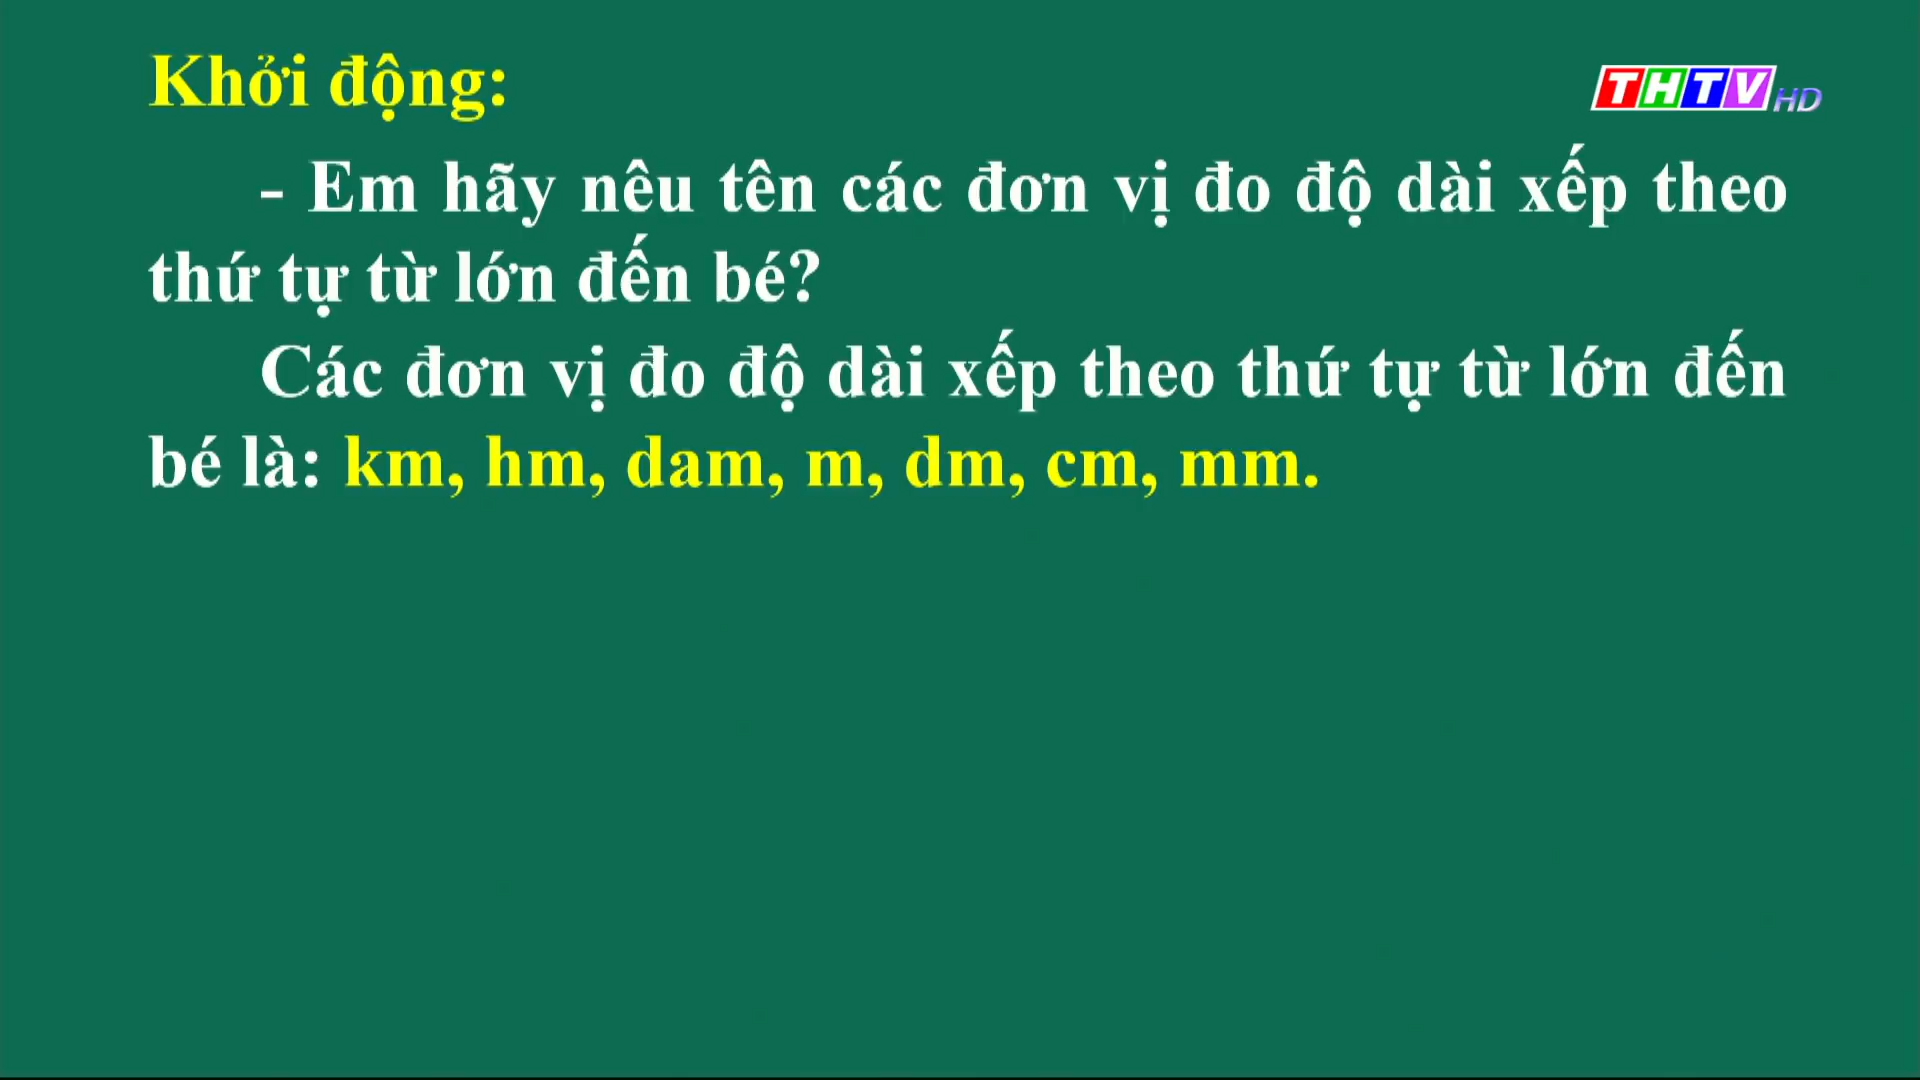 Khởi động:
THTV HD
- Em hãy nêu tên các đơn vị đo độ dài xếp theo
thứ tự từ lớn đến bé?
Các đơn vị đo độ dài xếp theo thứ tự từ lớn đến
bé là: km, hm, dam, m, dm, cm, mm.